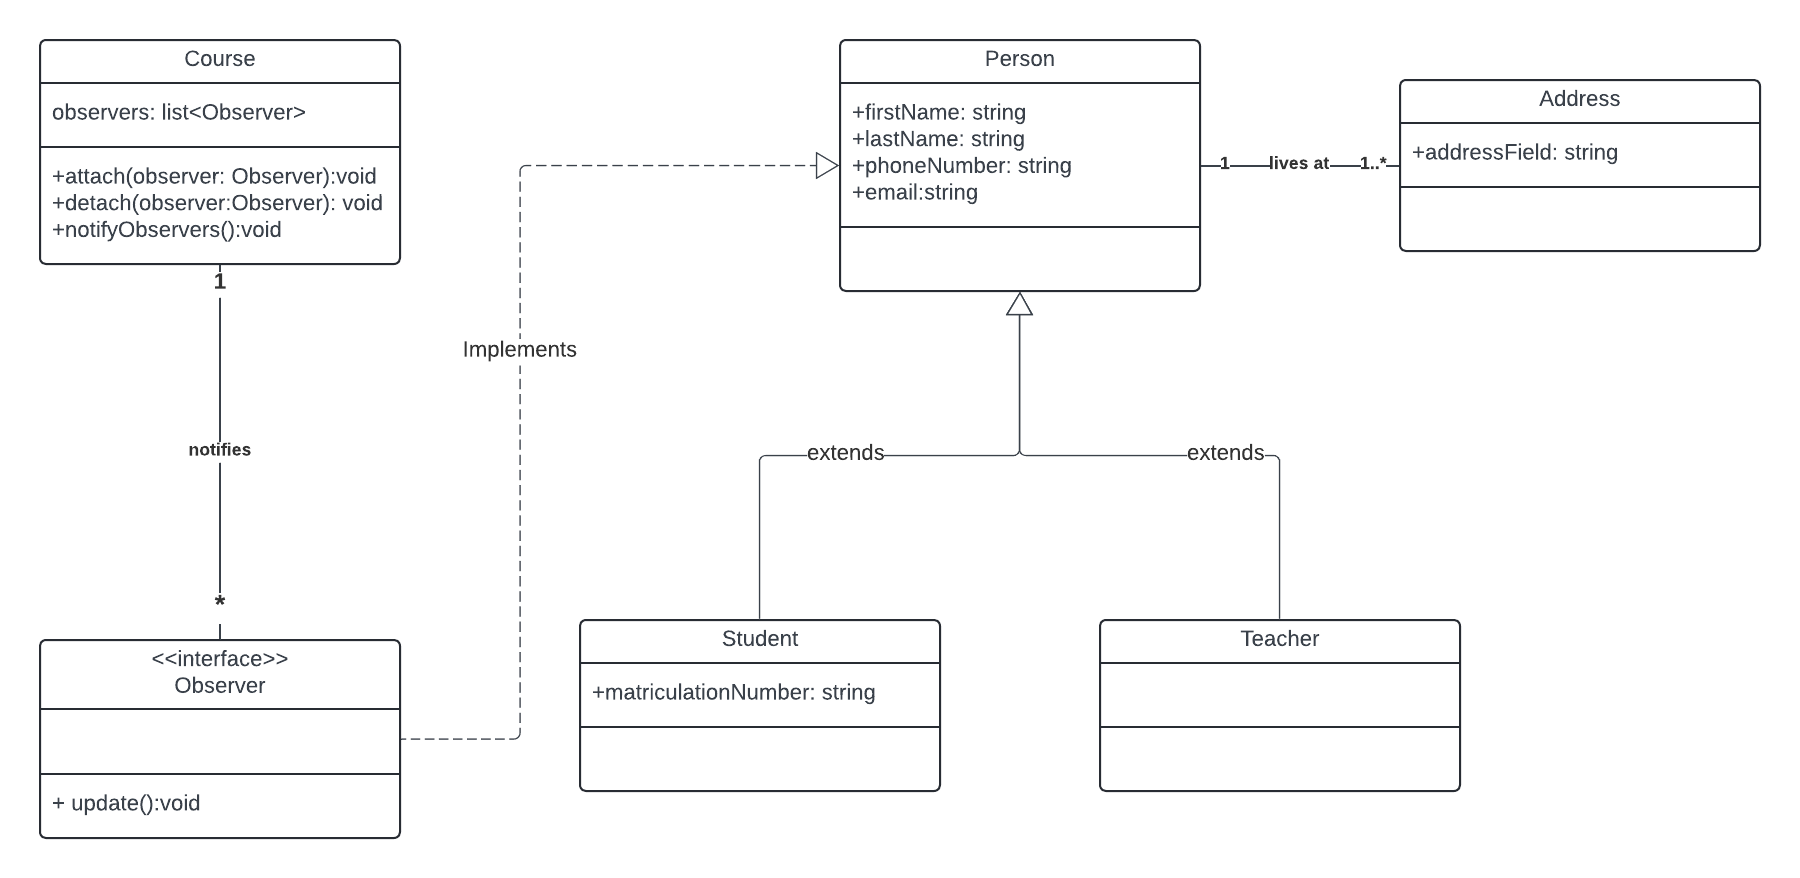 Course
observers: list<Observer>
+attach(observer: Observer):void
+detach(observer:Observer): void
+notifyObservers():void
1
notifies
*
<<interface>>
Observer
+ update():void
Implements
Person
+firstName: string
+lastName: string
+phoneNumber: string
+email:string
1
lives at
1..*
Address
+addressField: string
extends
extends
Student
+matriculationNumber: string
Teacher